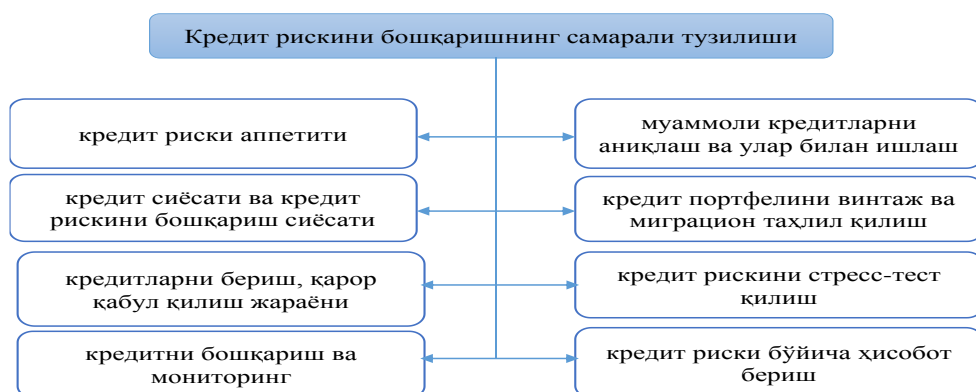 Кредит рискини бошқаришнинг самарали тузилиши
кредит риски аппетити
муаммоли кредитларни
аниқлаш ва улар билан ишлаш
кредит сиёсати ва кредит
рискини бошқариш сиёсати
кредит портфелини винтаж ва
миграцион таҳлил қилиш
кредитларни бериш, қарор
қабул қилиш жараёни
кредит рискини стресс-тест
қилиш
кредитни бошқариш ва
мониторинг
кредит риски бўйича ҳисобот
бериш